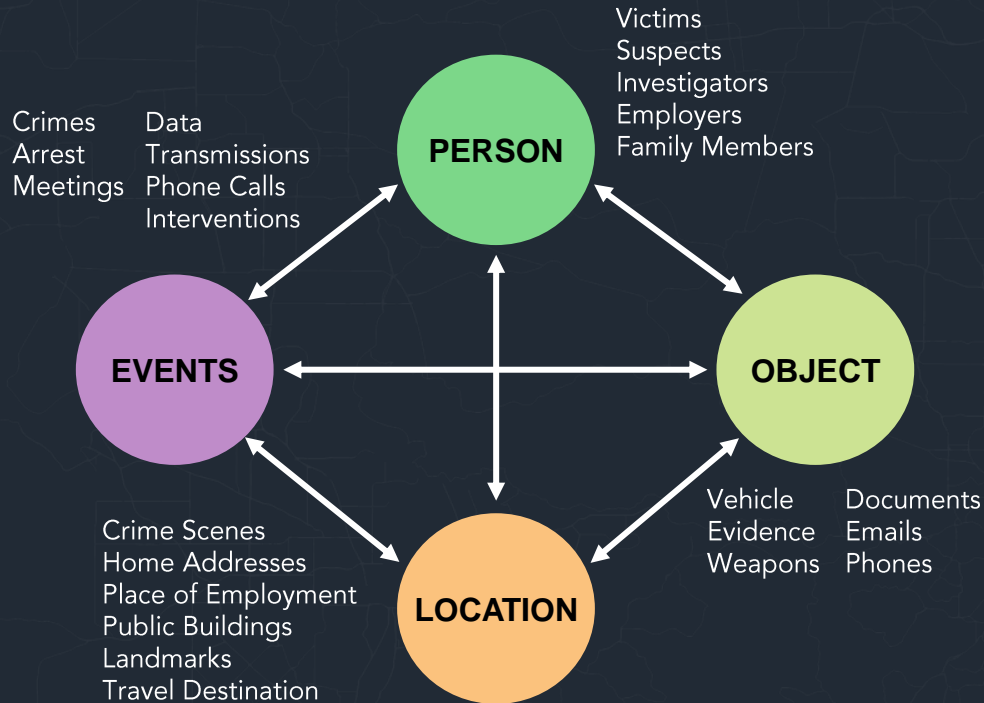 Victims
Suspects
Investigators
Employers
Family Members
PERSON
Crimes
Arrest
Meetings
Data
Transmissions
Phone Calls
Interventions
EVENTS
OBJECT
Vehicle
Evidence
Weapons
Documents
Emails
Phones
Crime Scenes
Home Addresses
Place of Employment
Public Buildings
Landmarks
Travel Destination
LOCATION